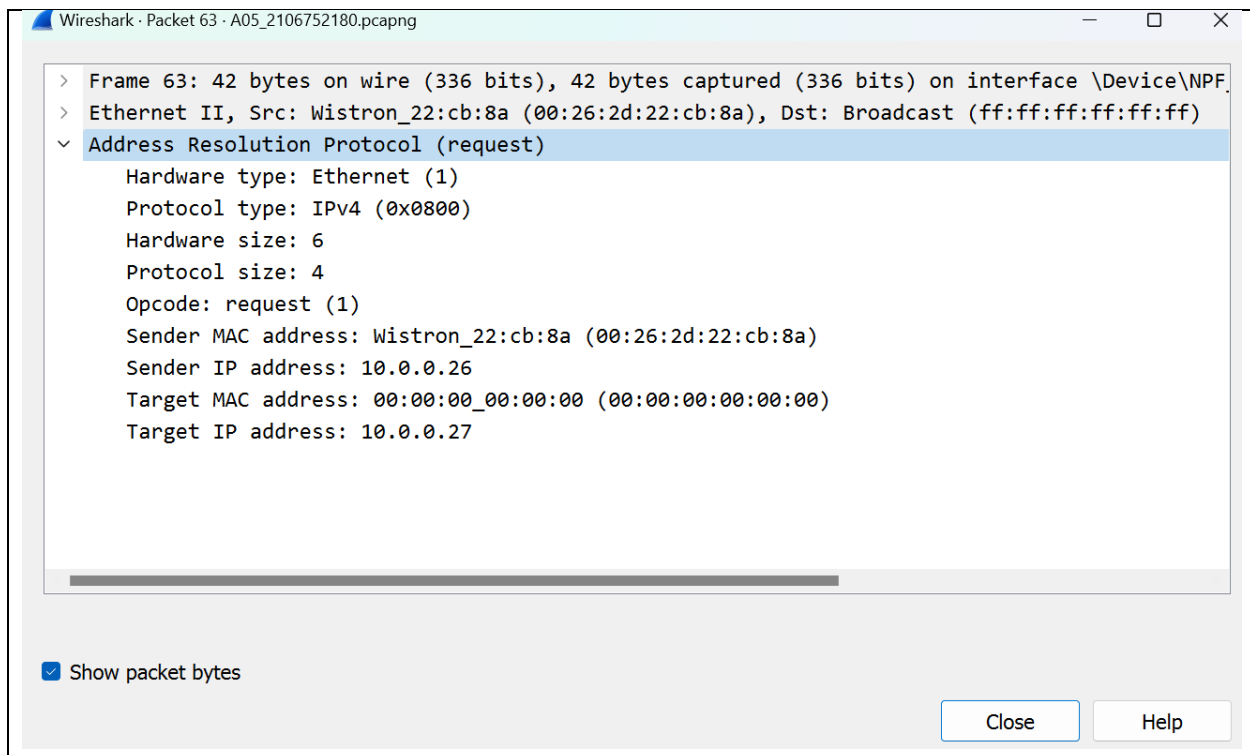 Wireshark · Packet 63 · A05_2106752180.pcapng
Frame 63: 42 bytes on wire (336 bits), 42 bytes captured (336 bits) on interface \Device\NPF_
Ethernet II, Src: Wistron_22:cb:8a (00:26:2d:22:cb:8a), Dst: Broadcast (ff:ff:ff:ff:ff:ff)
Address Resolution Protocol (request)
Hardware type: Ethernet (1)
Protocol type: IPv4 (0x0800)
Hardware size: 6
Protocol size: 4
Opcode: request (1)
Sender MAC address: Wistron_22:cb:8a (00:26:2d:22:cb:8a)
Sender IP address: 10.0.0.26
Target MAC address: 00:00:00_00:00:00 (00:00:00:00:00:00)
Target IP address: 10.0.0.27
Show packet bytes
Close Help